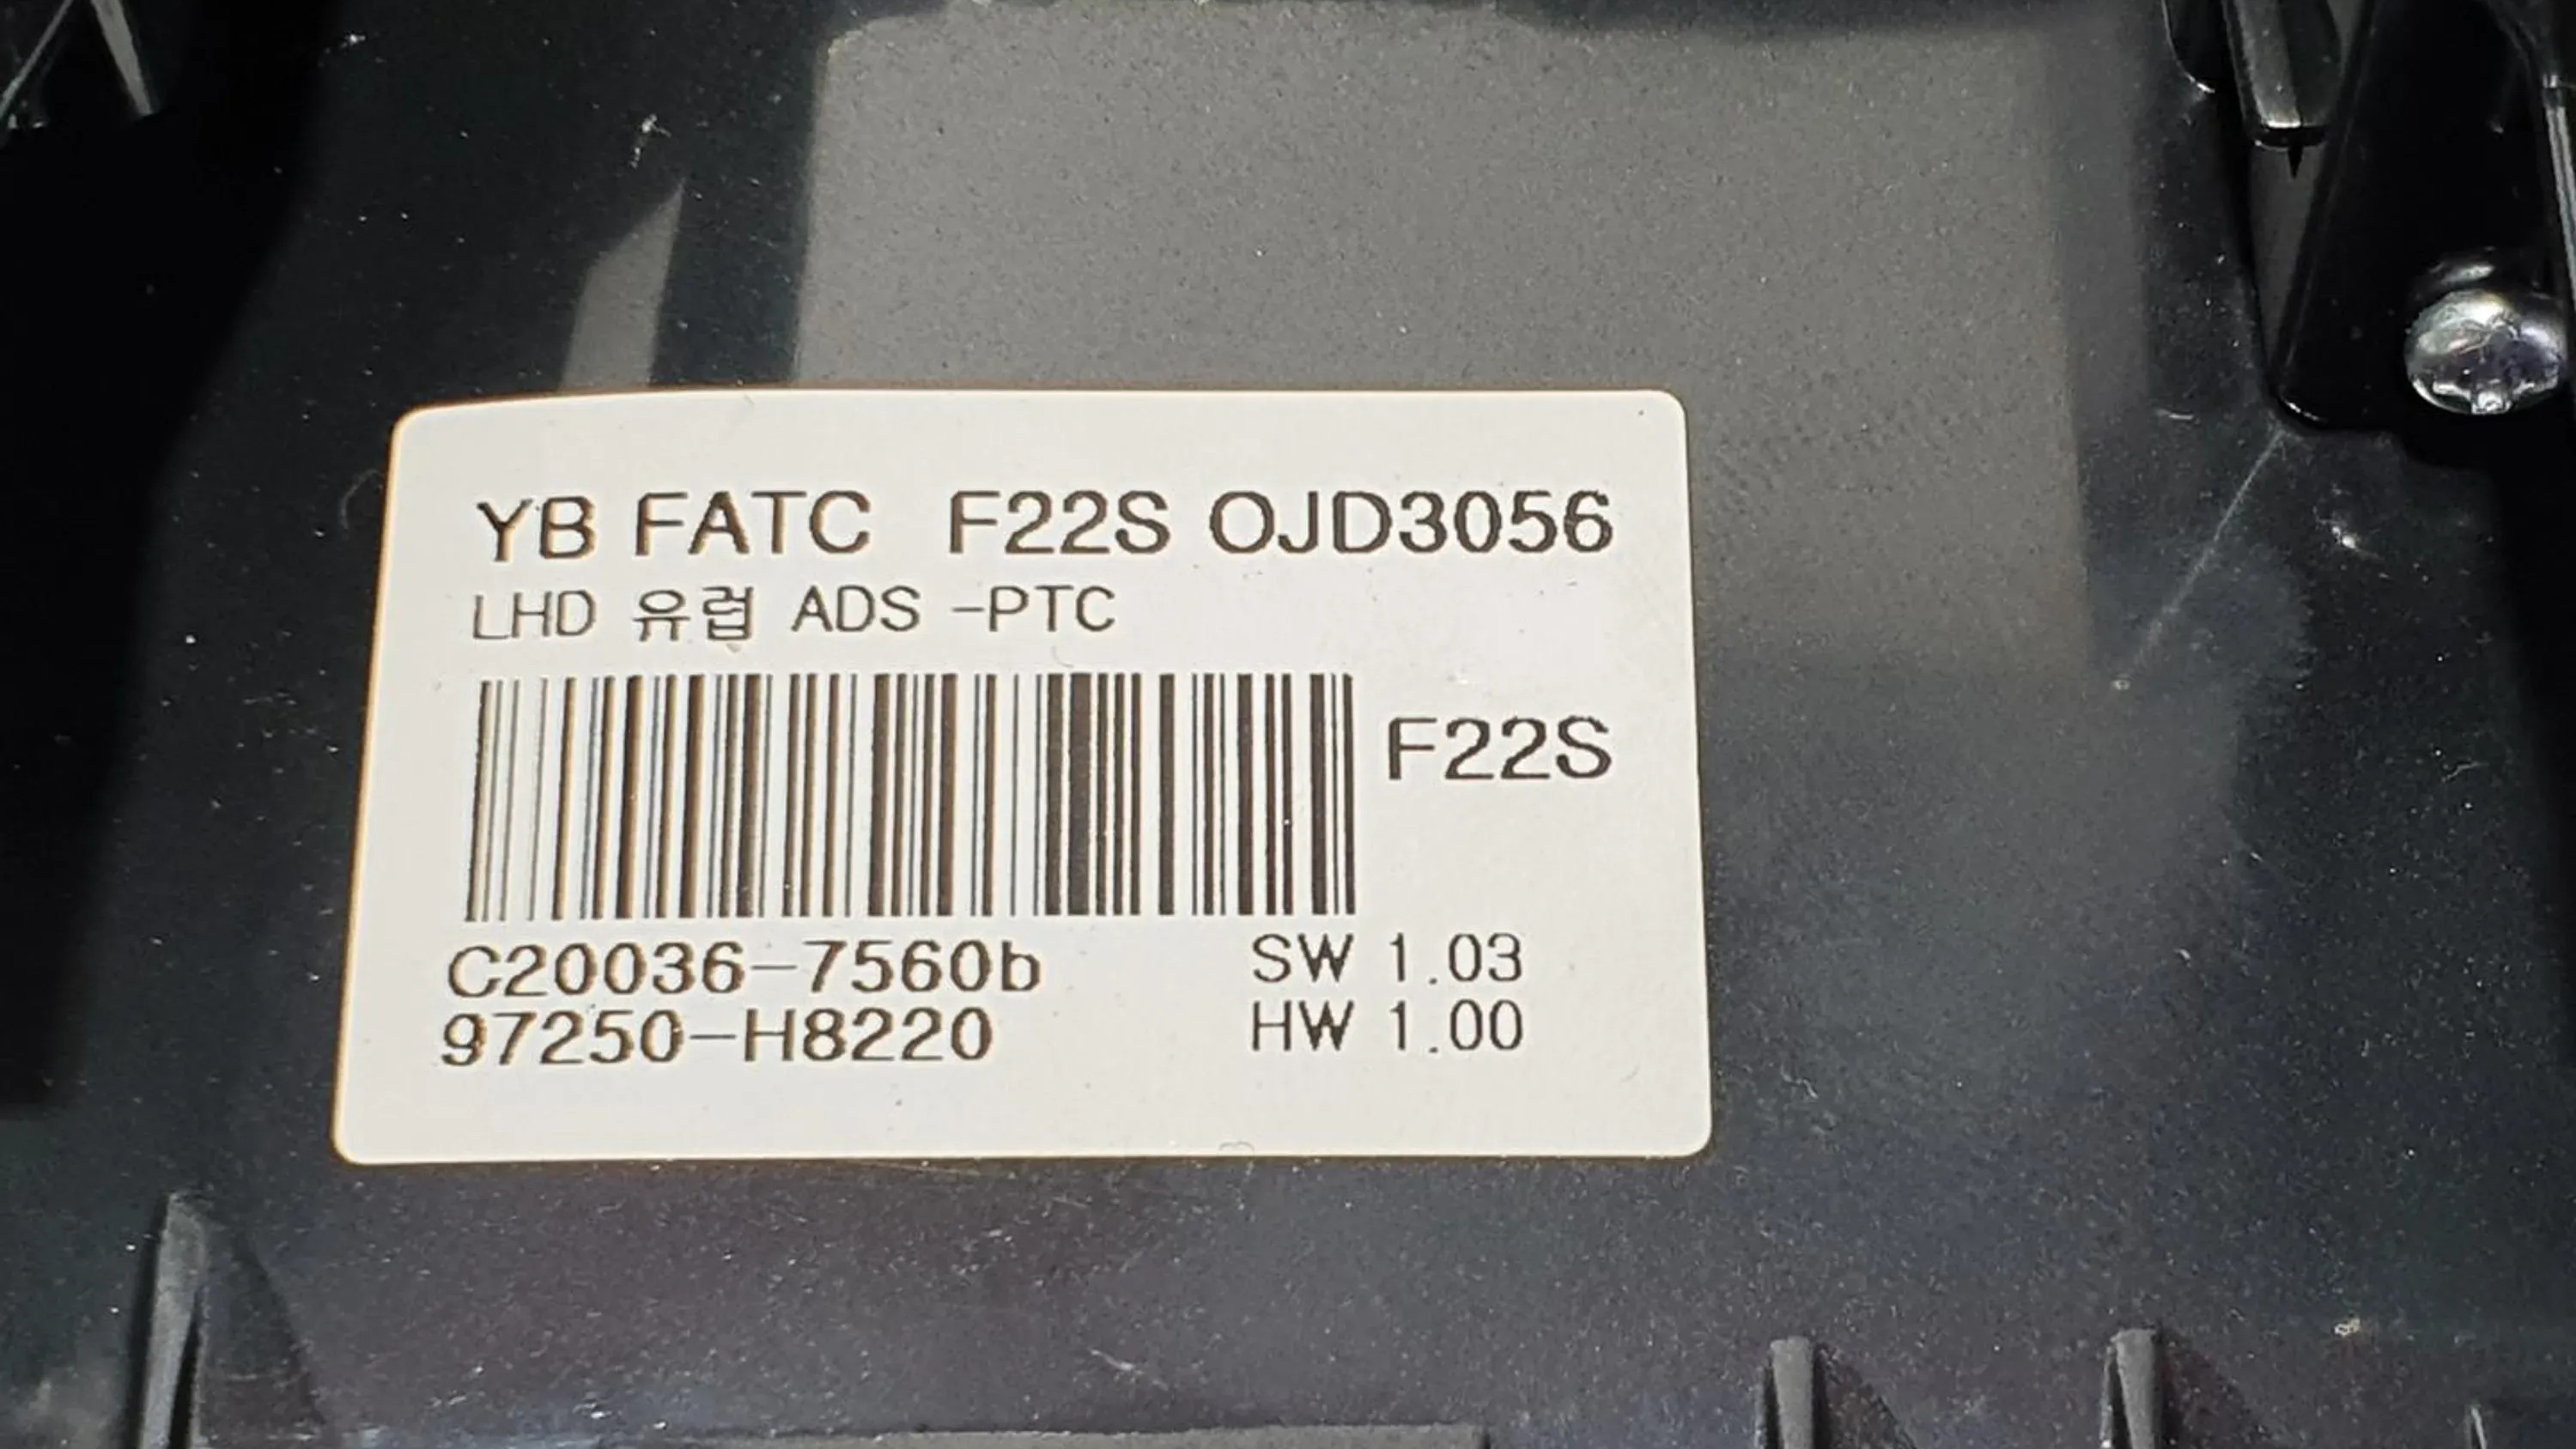 YB FATC F22S OJD3056
LHD 유럽 ADS -PTC
F22S
C20036-7560b SW 1.03
97250-H8220 HW 1.00